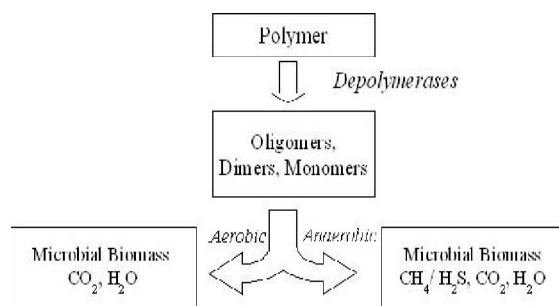 Polymer
Depolymerases
Oligomers,
Dimers, Monomers
Aerobic
Anaerobic
Microbial Biomass
CO₂, H₂O
Microbial Biomass
CH₄/ H₂S, CO₂, H₂O